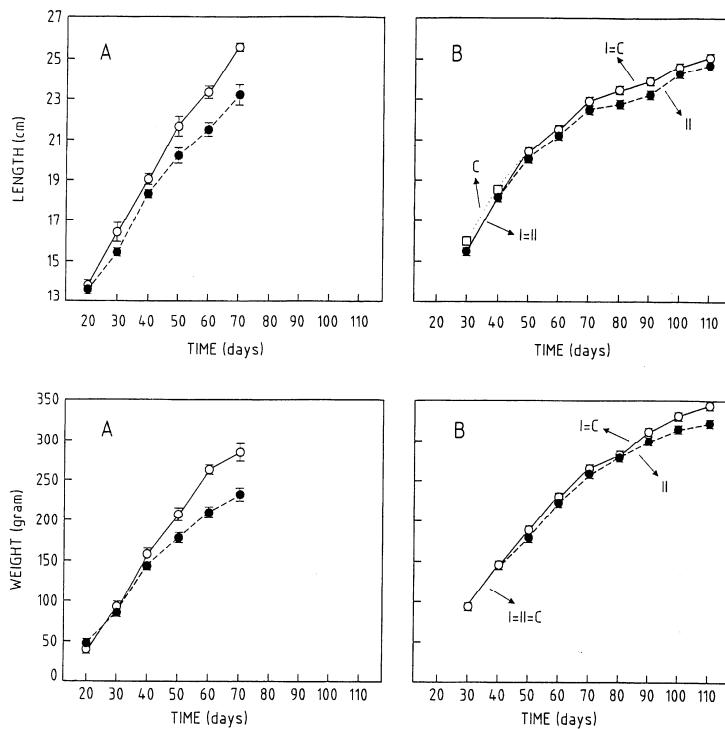 27
25
23
21
19
17
15
13
LENGTH (cm)
A
20 30 40 50 60 70 80 90 100 110
TIME (days)
B
I=C
II
C
I=II
20 30 40 50 60 70 80 90 100 110
TIME (days)
350
300
250
200
150
100
50
0
WEIGHT (gram)
A
20 30 40 50 60 70 80 90 100 110
TIME (days)
B
I=C
II
I=II=C
20 30 40 50 60 70 80 90 100 110
TIME (days)